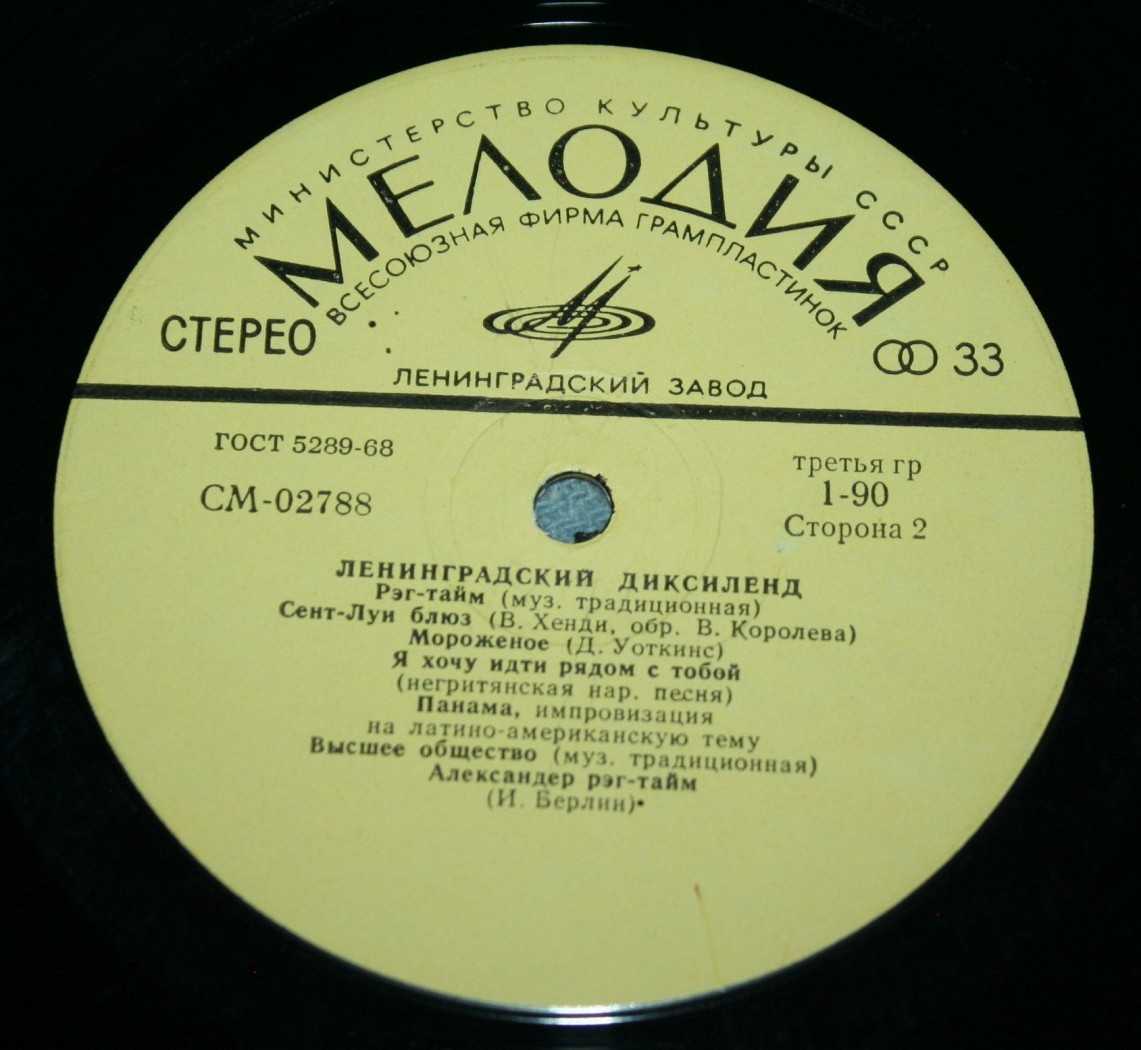 МИНИСТЕРСТВО КУЛЬТУРЫ СССР
МЕЛОДИЯ
ВСЕСОЮЗНАЯ ФИРМА ГРАМПЛАСТИНОК
СТЕРЕО
33
ЛЕНИНГРАДСКИЙ ЗАВОД
ГОСТ 5289-68
СМ-02788
третья гр
1-90
Сторона 2
ЛЕНИНГРАДСКИЙ ДИКСИЛЕНД
Рэг-тайм (муз. традиционная)
Сент-Луи блюз (В. Хенди, обр. В. Королева)
Мороженое (Д. Уоткинс)
Я хочу идти рядом с тобой
(негритянская нар. песня)
Панама, импровизация
на латино-американскую тему
Высшее общество (муз. традиционная)
Александер рэг-тайм
(И. Берлин)